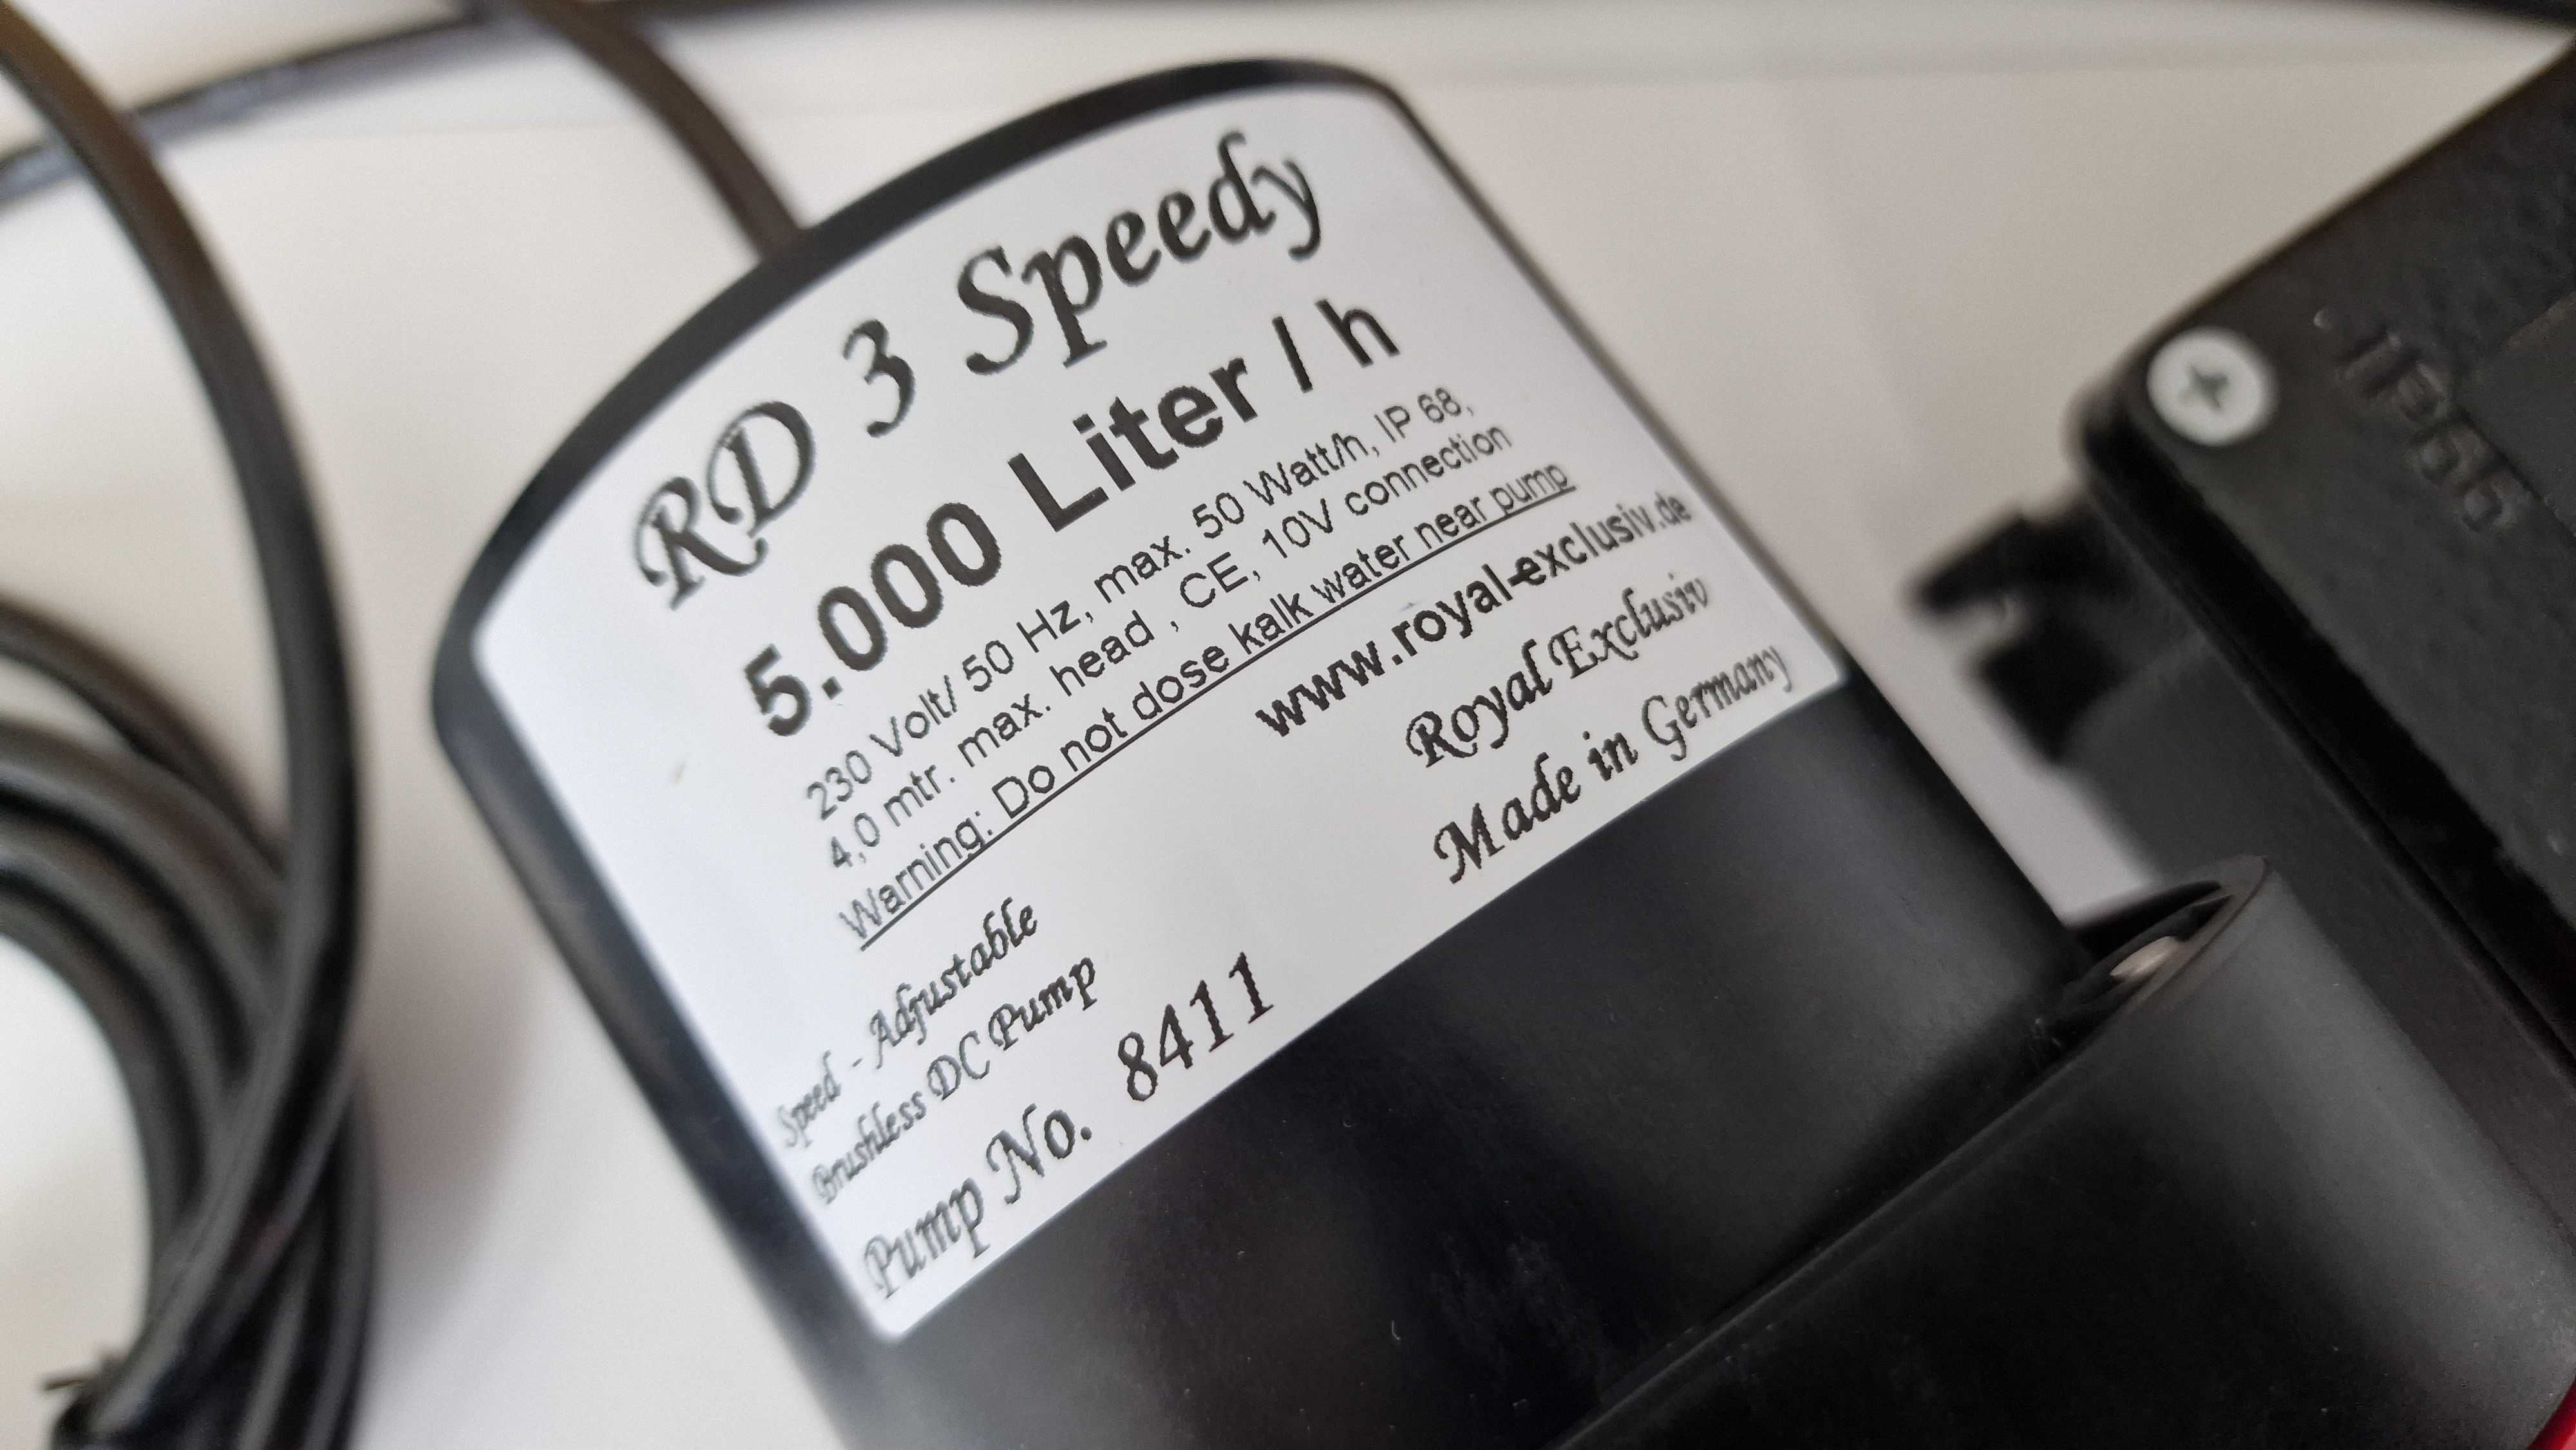 RD 3 Speedy
5.000 Liter / h
230 Volt/ 50 Hz, max. 50 Watt/h, IP 68,
4,0 mtr. max. head , CE, 10V connection
Warning: Do not dose kalk water near pump
www.royal-exclusiv.de
Royal Exclusiv
Made in Germany
Speed - Adjustable
Brushless DC Pump
Pump No. 8411
IP66